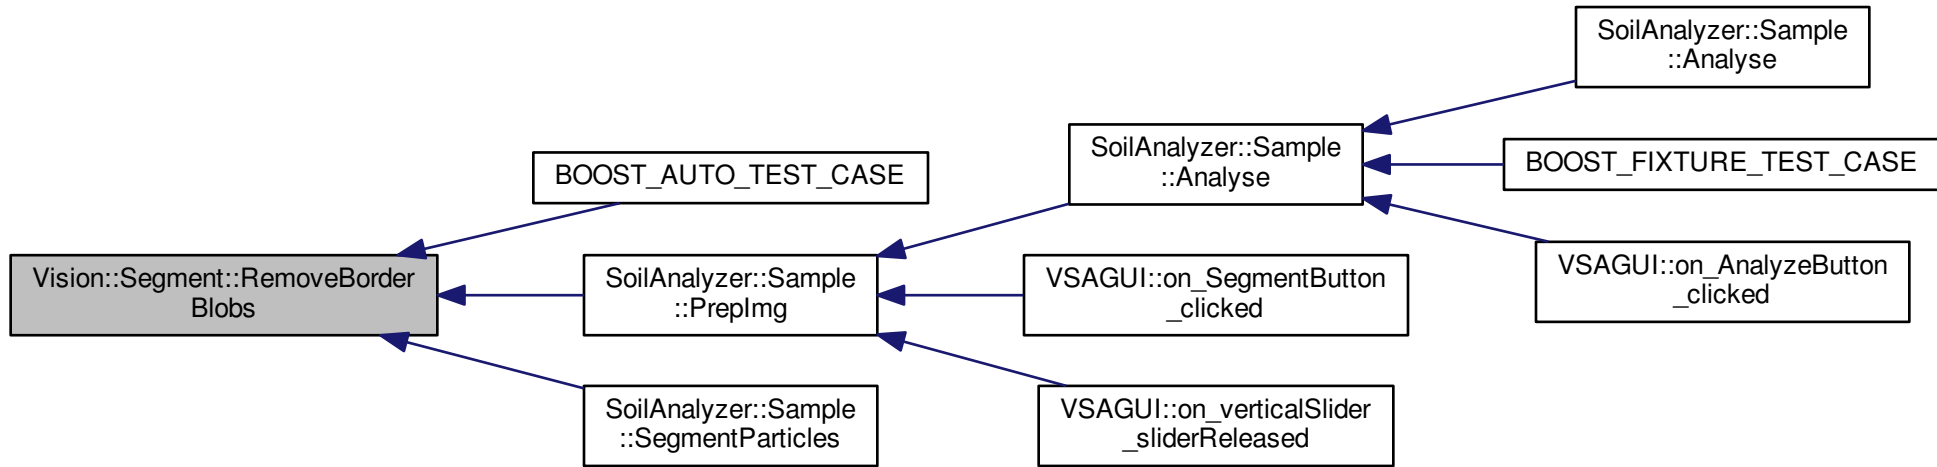 Vision::Segment::RemoveBorder
Blobs
BOOST_AUTO_TEST_CASE
SoilAnalyzer::Sample
::PrepImg
SoilAnalyzer::Sample
::SegmentParticles
SoilAnalyzer::Sample
::Analyse
VSAGUI::on_SegmentButton
_clicked
VSAGUI::on_verticalSlider
_sliderReleased
SoilAnalyzer::Sample
::Analyse
BOOST_FIXTURE_TEST_CASE
VSAGUI::on_AnalyzeButton
_clicked